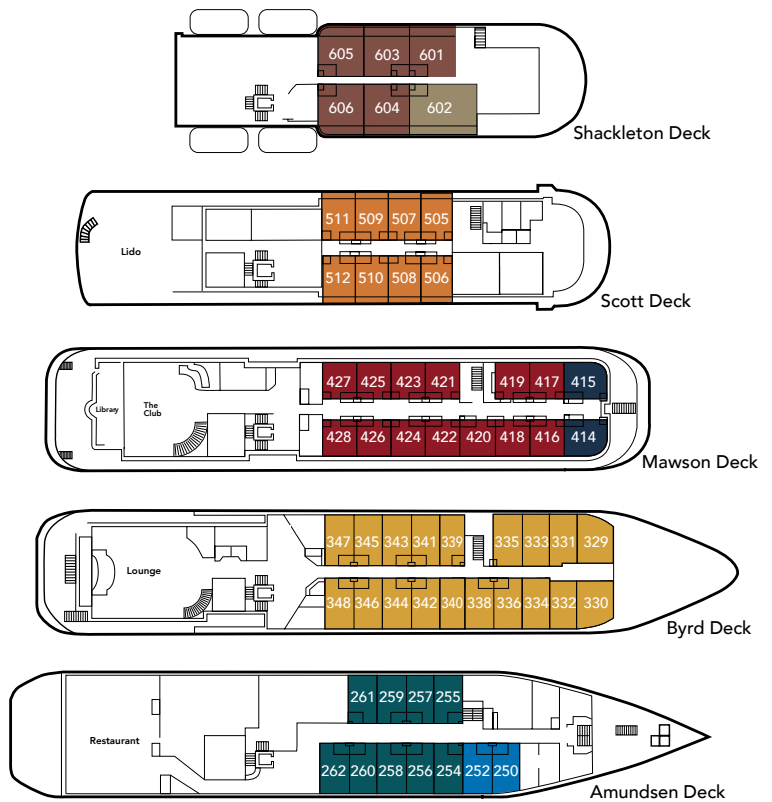 605 603 601
606 604 602
Shackleton Deck
511 509 507 505
Lido
512 510 508 506
Scott Deck
427 425 423 421 419 417 415
Library
The
Club
428 426 424 422 420 418 416 414
Mawson Deck
347 345 343 341 339 335 333 331 329
Lounge
348 346 344 342 340 338 336 334 332 330
Byrd Deck
261 259 257 255
Restaurant
262 260 258 256 254 252 250
Amundsen Deck